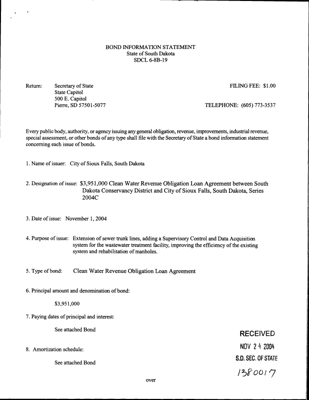 BOND INFORMATION STATEMENT
State of South Dakota
SDCL 6-8B-19
Return: Secretary of State FILING FEE: $1.00
State Capitol
500 E. Capitol
Pierre, SD 57501-5077 TELEPHONE: (605) 773-3537
Every public body, authority, or agency issuing any general obligation, revenue, improvements, industrial revenue,
special assessment, or other bonds of any type shall file with the Secretary of State a bond information statement
concerning each issue of bonds.
1. Name of issuer: City of Sioux Falls, South Dakota
2. Designation of issue: $3,951,000 Clean Water Revenue Obligation Loan Agreement between South
Dakota Conservancy District and City of Sioux Falls, South Dakota, Series
2004C
3. Date of issue: November 1, 2004
4. Purpose of issue: Extension of sewer trunk lines, adding a Supervisory Control and Data Acquisition
system for the wastewater treatment facility, improving the efficiency of the existing
system and rehabilitation of manholes.
5. Type of bond: Clean Water Revenue Obligation Loan Agreement
6. Principal amount and denomination of bond:
$3,951,000
7. Paying dates of principal and interest:
See attached Bond
RECEIVED
NOV 24 2004
8. Amortization schedule:
S.D. SEC. OF STATE
See attached Bond
1380017
over